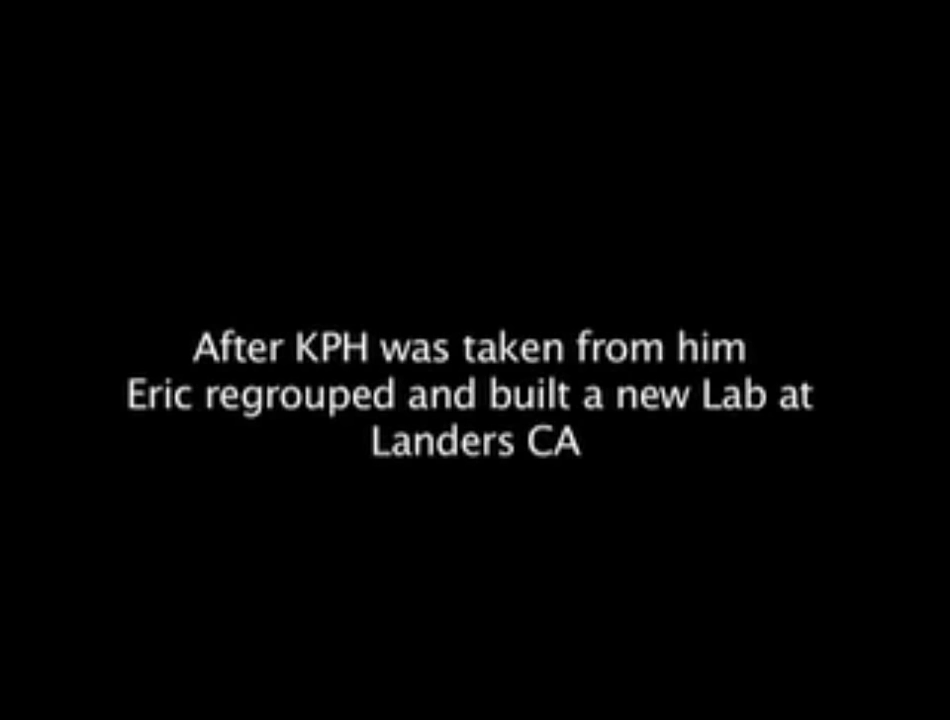 After KPH was taken from him
Eric regrouped and built a new Lab at
Landers CA